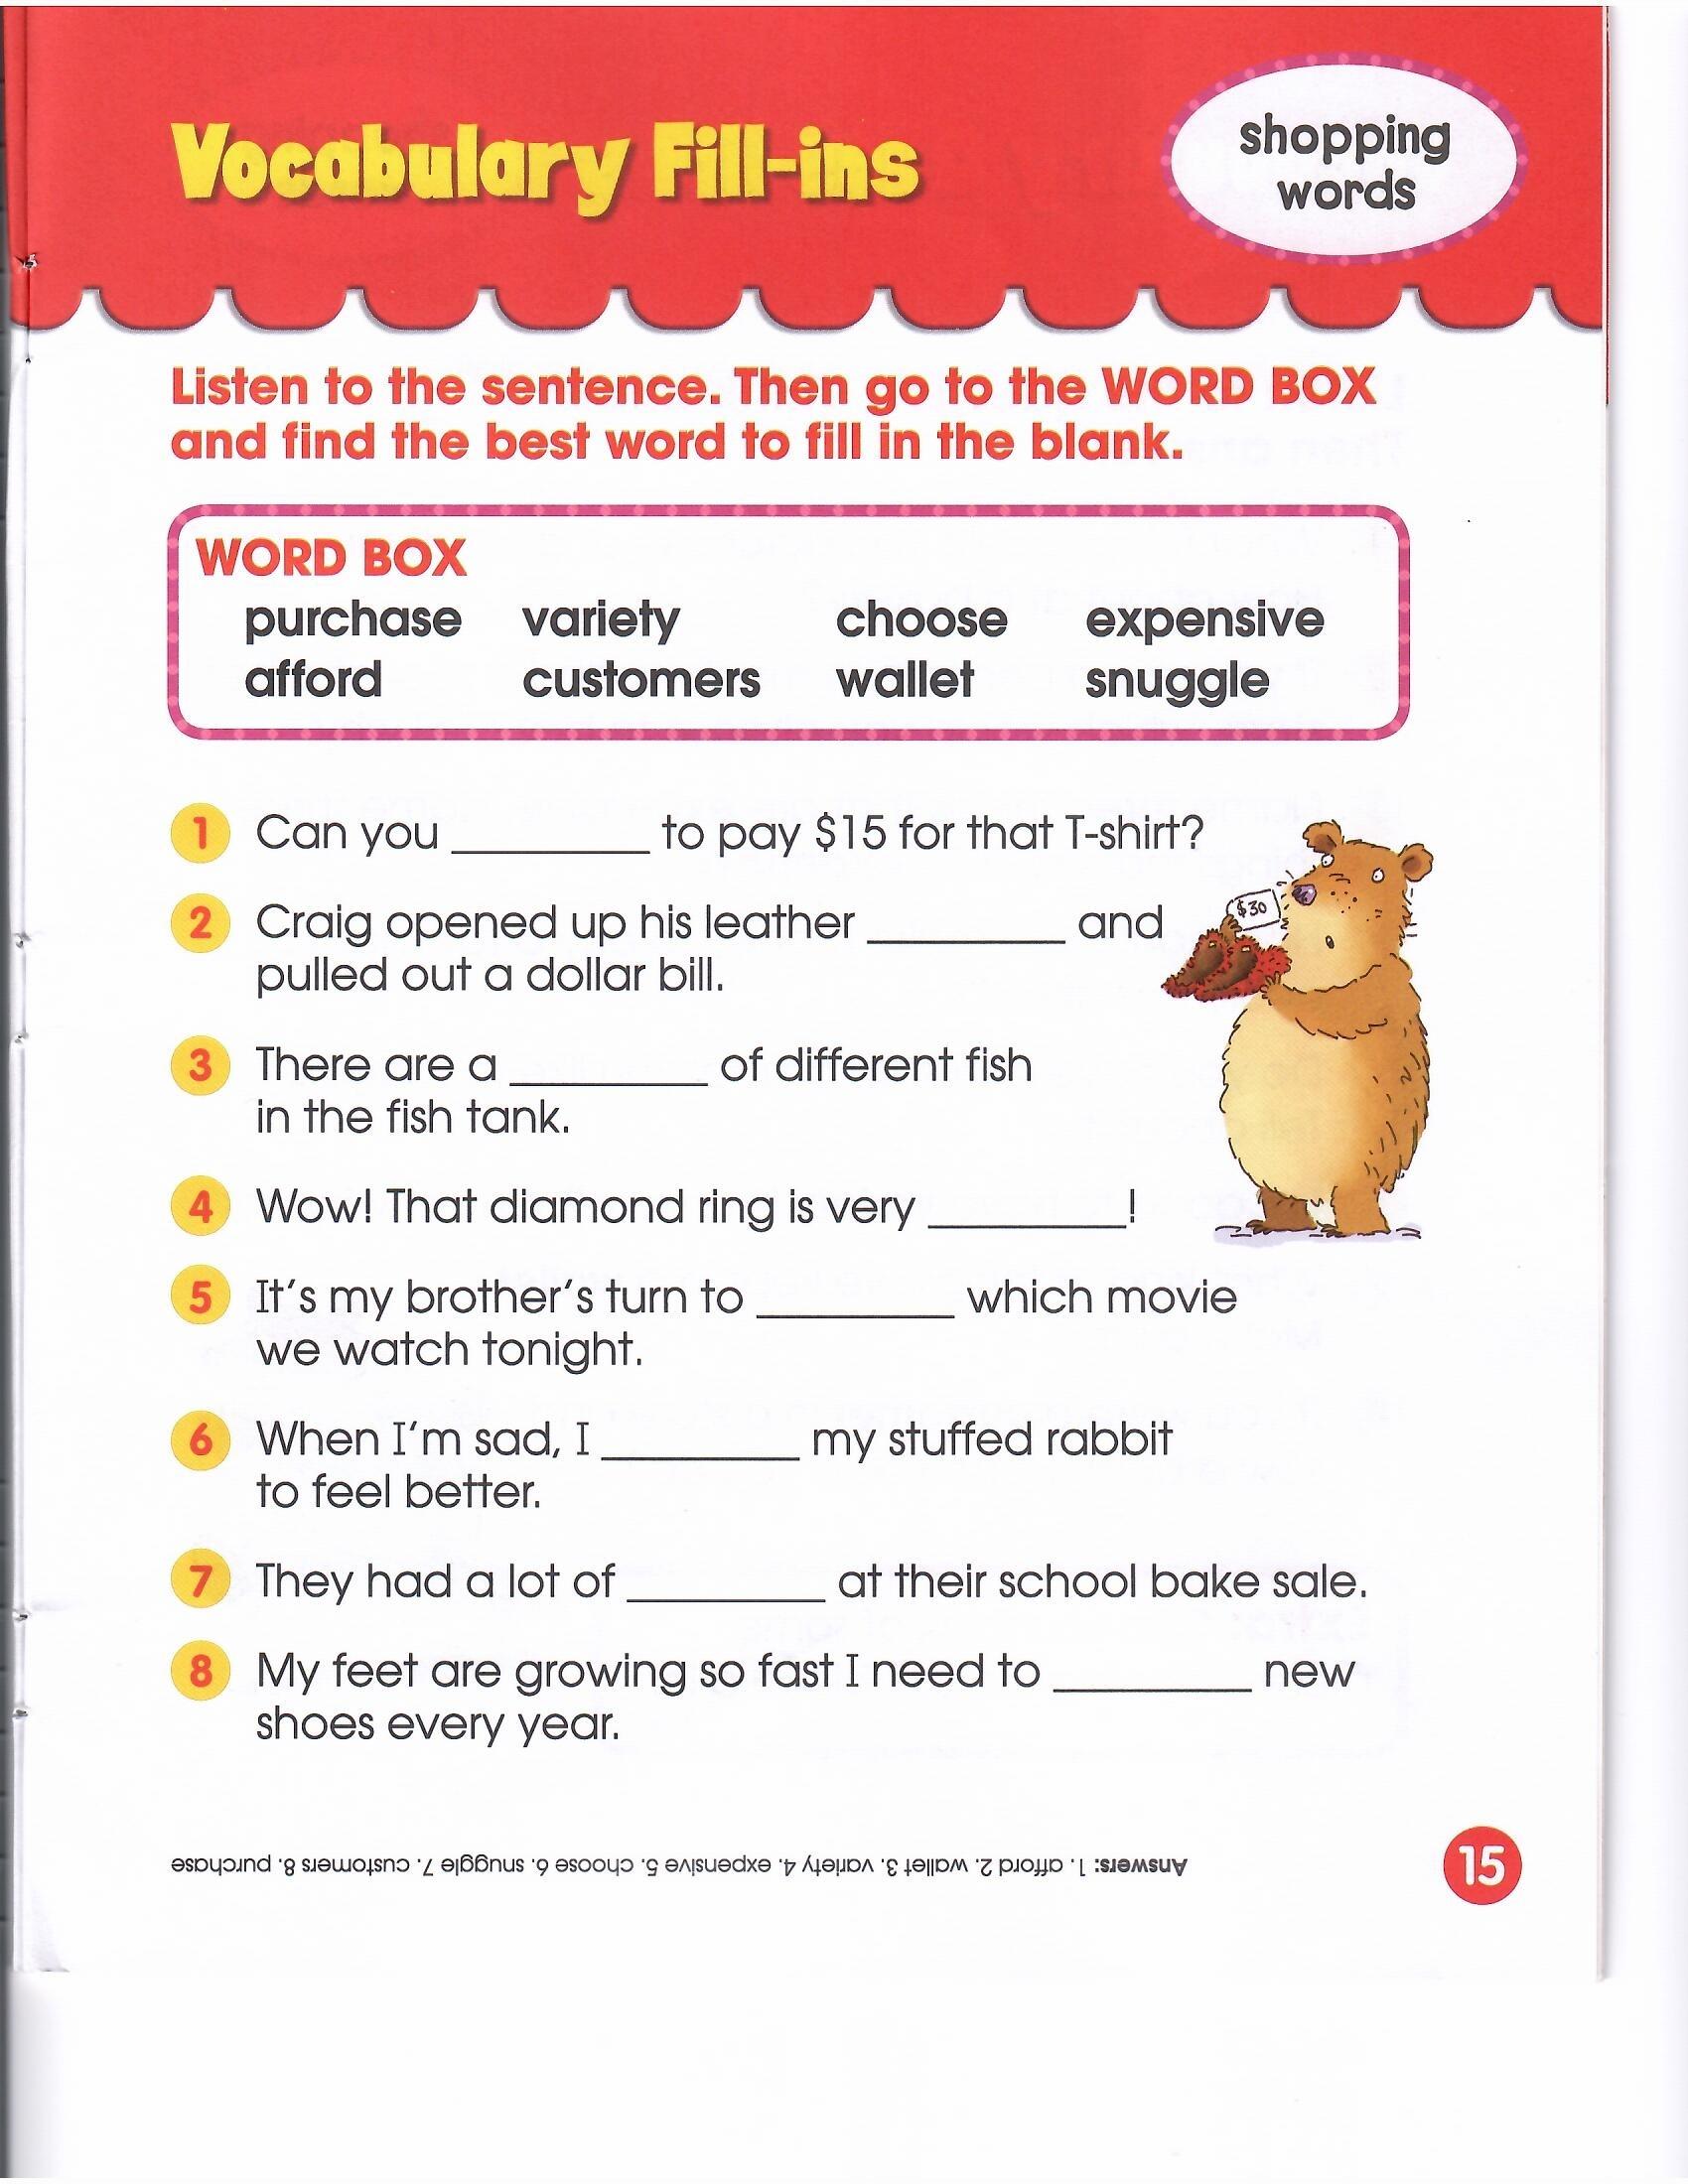 Vocabulary Fill-ins
shopping
words
Listen to the sentence. Then go to the WORD BOX
and find the best word to fill in the blank.
WORD BOX
purchase variety choose expensive
afford customers wallet snuggle
1 Can you ________ to pay $15 for that T-shirt?
2 Craig opened up his leather ________ and
pulled out a dollar bill.
$30
3 There are a ________ of different fish
in the fish tank.
4 Wow! That diamond ring is very ________!
5 It's my brother's turn to ________ which movie
we watch tonight.
6 When I'm sad, I ________ my stuffed rabbit
to feel better.
7 They had a lot of ________ at their school bake sale.
8 My feet are growing so fast I need to ________ new
shoes every year.
Answers: 1. afford 2. wallet 3. variety 4. expensive 5. choose 6. snuggle 7. customers 8. purchase
15